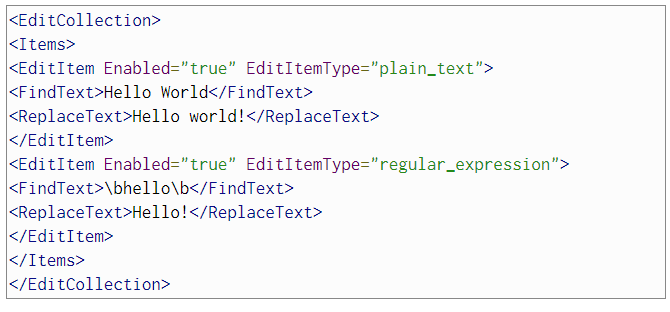 <EditCollection>
<Items>
<EditItem Enabled="true" EditItemType="plain_text">
<FindText>Hello World</FindText>
<ReplaceText>Hello world!</ReplaceText>
</EditItem>
<EditItem Enabled="true" EditItemType="regular_expression">
<FindText>\bhello\b</FindText>
<ReplaceText>Hello!</ReplaceText>
</EditItem>
</Items>
</EditCollection>